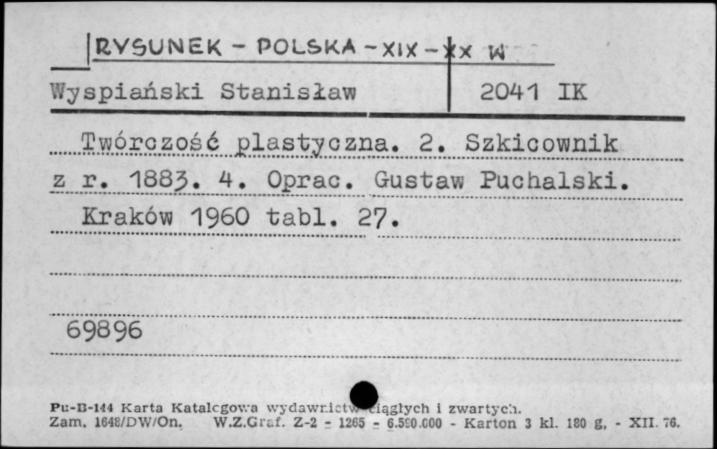 RYSUNEK - POLSKA - XIX - XX W
Wyspiański Stanisław 2041 IK
Twórczość plastyczna. 2. Szkicownik
z r. 1883. 4. Oprac. Gustaw Puchalski.
Kraków 1960 tabl. 27.
69896
Pu-B-144 Karta Katalogowa wydawnictw ciągłych i zwartych.
Zam. 1648/DW/On. W.Z.Graf. Z-2 - 1265 - 6.590.000 - Karton 3 kl. 180 g. - XII. 76.